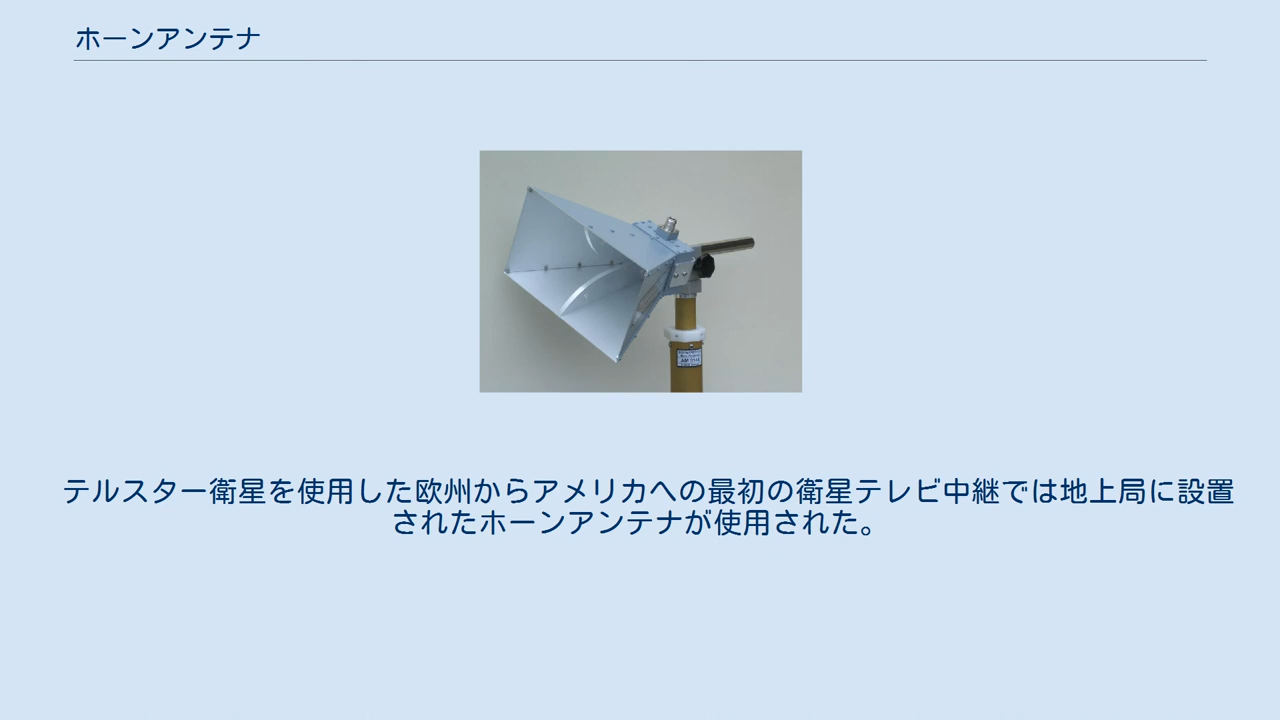 ホーンアンテナ
テルスター衛星を使用した欧州からアメリカへの最初の衛星テレビ中継では地上局に設置
されたホーンアンテナが使用された。